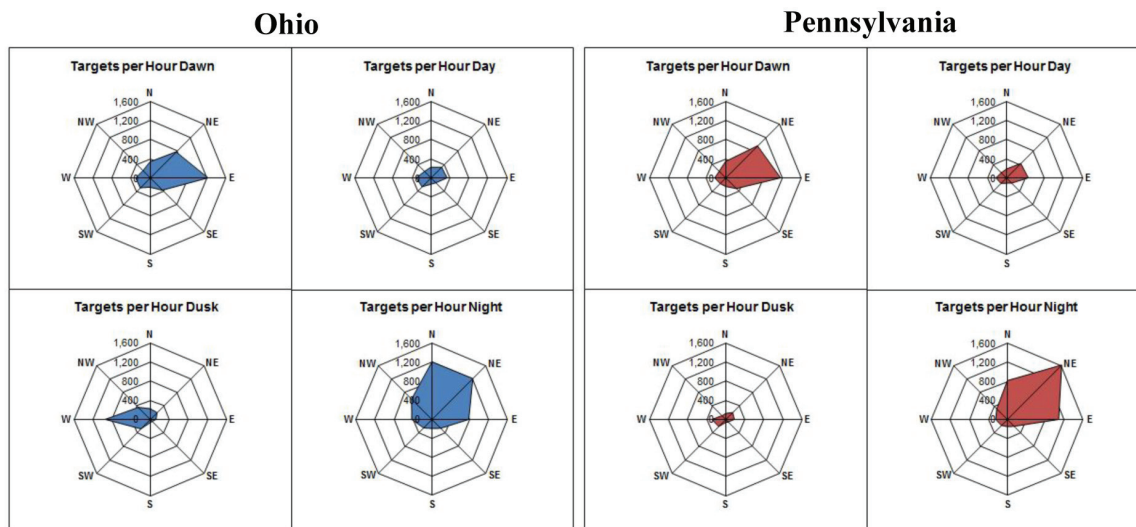 Ohio
Pennsylvania
Targets per Hour Dawn
N
1,600
NW
NE
1,200
800
400
W
0
E
SW
SE
S
Targets per Hour Day
N
1,600
NW
NE
1,200
800
400
W
0
E
SW
SE
S
Targets per Hour Dawn
N
1,600
NW
NE
1,200
800
400
W
0
E
SW
SE
S
Targets per Hour Day
N
1,600
NW
NE
1,200
800
400
W
0
E
SW
SE
S
Targets per Hour Dusk
N
1,600
NW
NE
1,200
800
400
W
0
E
SW
SE
S
Targets per Hour Night
N
1,600
NW
NE
1,200
800
400
W
0
E
SW
SE
S
Targets per Hour Dusk
N
1,600
NW
NE
1,200
800
400
W
0
E
SW
SE
S
Targets per Hour Night
N
1,600
NW
NE
1,200
800
400
W
0
E
SW
SE
S